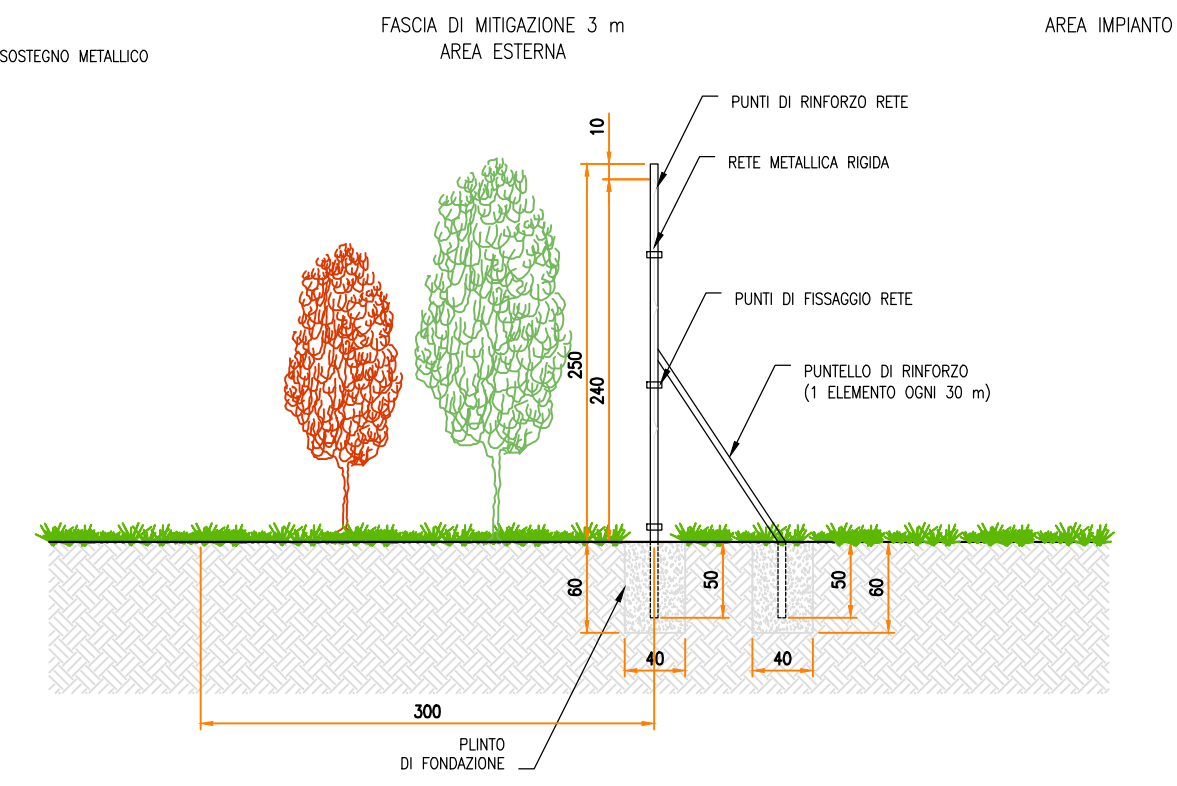 FASCIA DI MITIGAZIONE 3 m
AREA ESTERNA
AREA IMPIANTO
SOSTEGNO METALLICO
PUNTI DI RINFORZO RETE
10
RETE METALLICA RIGIDA
PUNTI DI FISSAGGIO RETE
250
240
PUNTELLO DI RINFORZO
(1 ELEMENTO OGNI 30 m)
60
50
50
60
40
40
300
PLINTO
DI FONDAZIONE